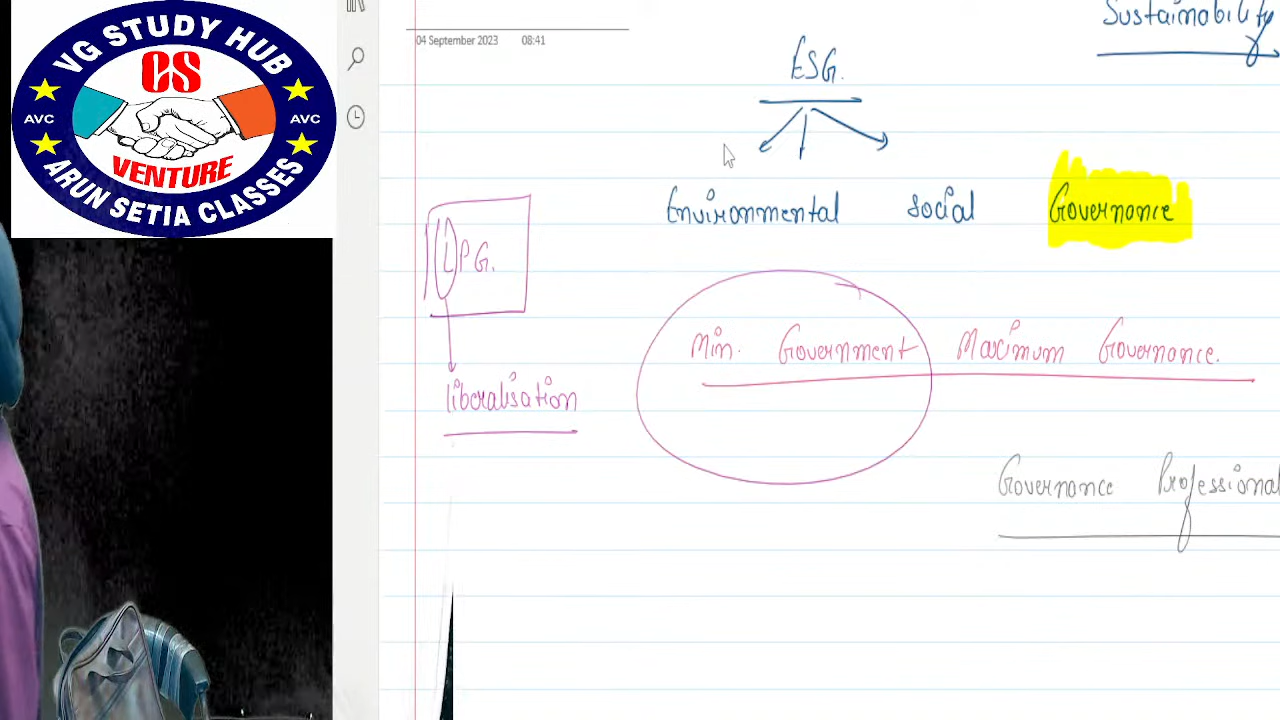 VG STUDY HUB
CS
AVC
AVC
VENTURE
ARUN SETIA CLASSES
04 September 2023 08:41
Sustainability
ESG.
Environmental Social Governance
LPG.
Min. Government Maximum Governance.
liberalisation
Governance Professional